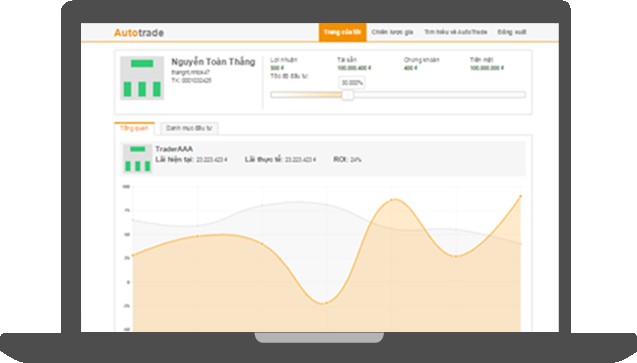 Autotrade
Trang của tôi Chiến lược gia Tìm hiểu về AutoTrade Đăng xuất
Nguyễn Toàn Thắng
TK: 0001032425
Lợi nhuận Tài sản Chứng khoán Tiền mặt
500 ₫ 100.000.400 ₫ 400 ₫ 100.000.000 ₫
Tốc độ đầu tư:
30.000%
Tổng quan Danh mục đầu tư
TraderAAA
Lãi hiện tại: 23.223.423 ₫ Lãi thực tế: 23.223.423 ₫ ROI: 24%
100
75
50
25
0
-25
-50